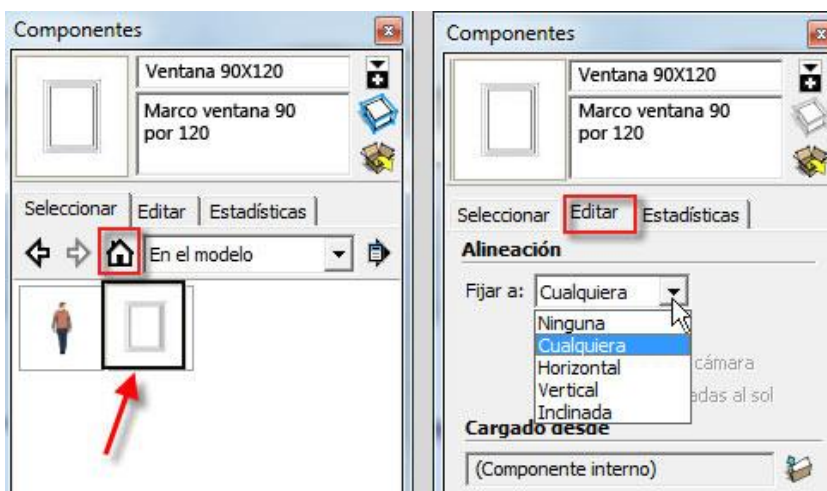 Componentes
Ventana 90X120
Marco ventana 90
por 120
Seleccionar Editar Estadísticas
En el modelo
Componentes
Ventana 90X120
Marco ventana 90
por 120
Seleccionar Editar Estadísticas
Alineación
Fijar a: Cualquiera
Ninguna
Cualquiera
Horizontal
cámara
Vertical
adas al sol
Inclinada
Cargado desde
(Componente interno)